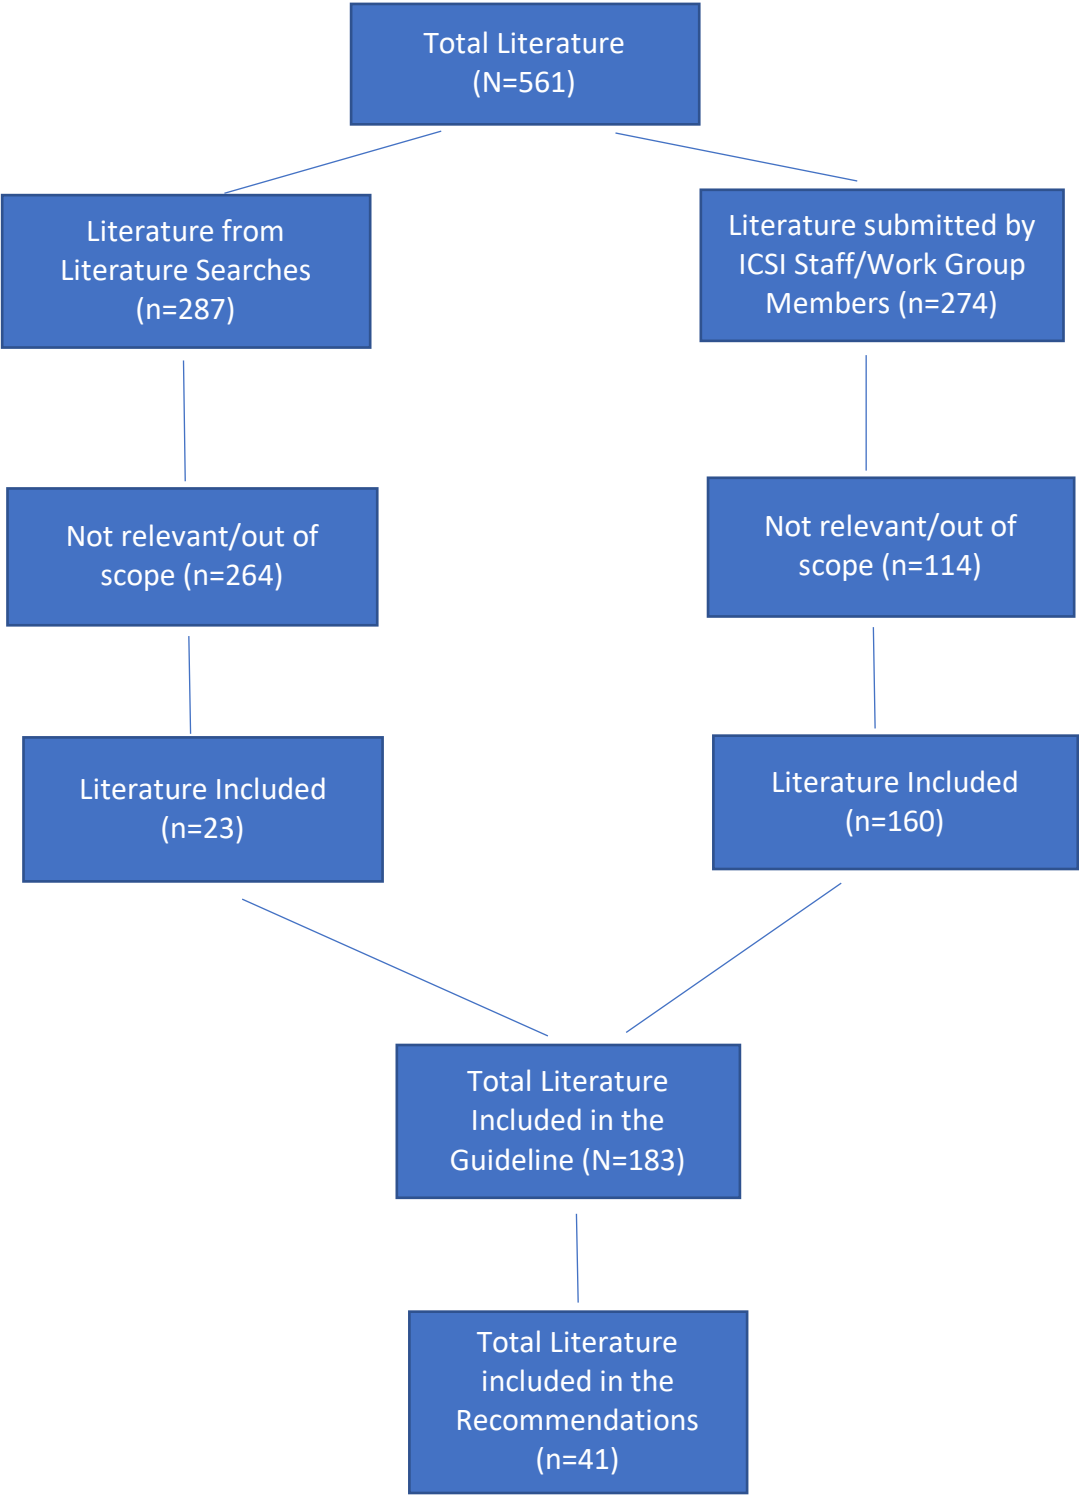 Total Literature
(N=561)
Literature from
Literature Searches
(n=287)
Literature submitted by
ICSI Staff/Work Group
Members (n=274)
Not relevant/out of
scope (n=264)
Not relevant/out of
scope (n=114)
Literature Included
(n=23)
Literature Included
(n=160)
Total Literature
Included in the
Guideline (N=183)
Total Literature
included in the
Recommendations
(n=41)